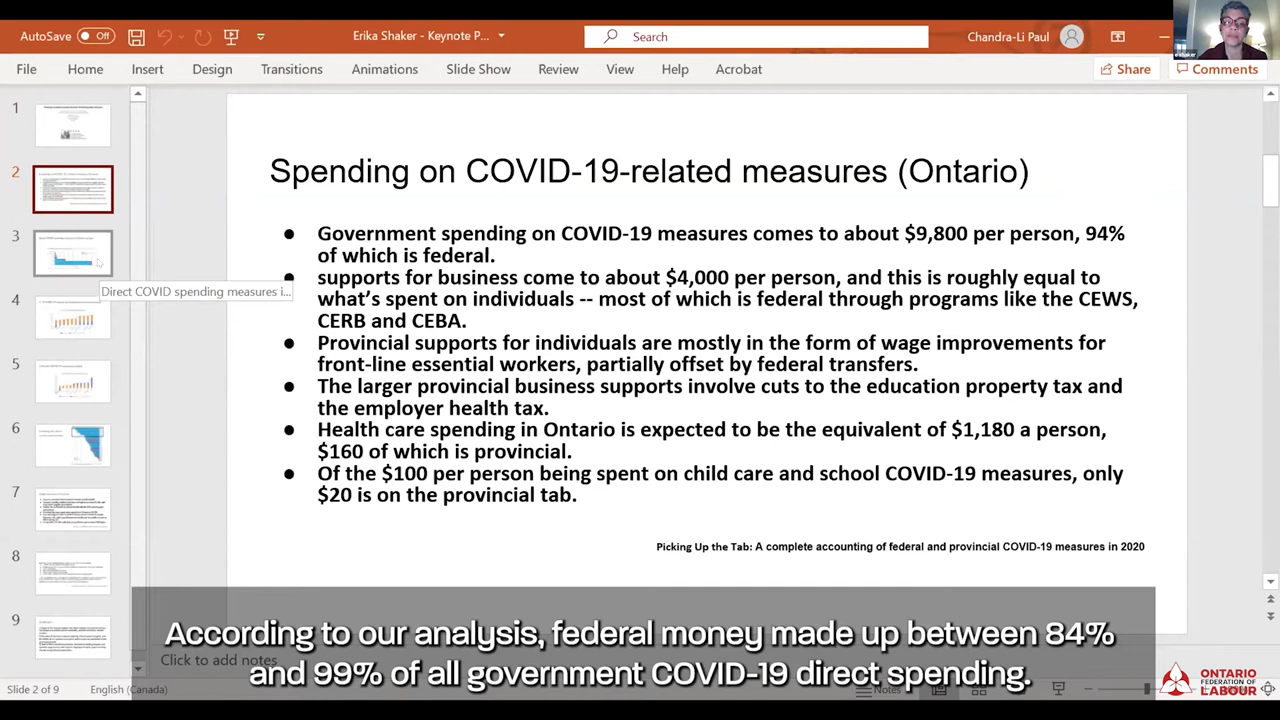 AutoSave Off
Erika Shaker - Keynote P...
Search
Chandra-Li Paul
File Home Insert Design Transitions Animations Slide Show Review View Help Acrobat
Share Comments
1
2
3
4
5
6
7
8
9
Direct COVID spending measures i...
Spending on COVID-19-related measures (Ontario)
● Government spending on COVID-19 measures comes to about $9,800 per person, 94%
of which is federal.
● supports for business come to about $4,000 per person, and this is roughly equal to
what's spent on individuals -- most of which is federal through programs like the CEWS,
CERB and CEBA.
● Provincial supports for individuals are mostly in the form of wage improvements for
front-line essential workers, partially offset by federal transfers.
● The larger provincial business supports involve cuts to the education property tax and
the employer health tax.
● Health care spending in Ontario is expected to be the equivalent of $1,180 a person,
$160 of which is provincial.
● Of the $100 per person being spent on child care and school COVID-19 measures, only
$20 is on the provincial tab.
Picking Up the Tab: A complete accounting of federal and provincial COVID-19 measures in 2020
According to our analysis, federal money made up between 84%
and 99% of all government COVID-19 direct spending.
Click to add notes
Slide 2 of 9 English (Canada)
Notes
ONTARIO
FEDERATION OF
LABOUR